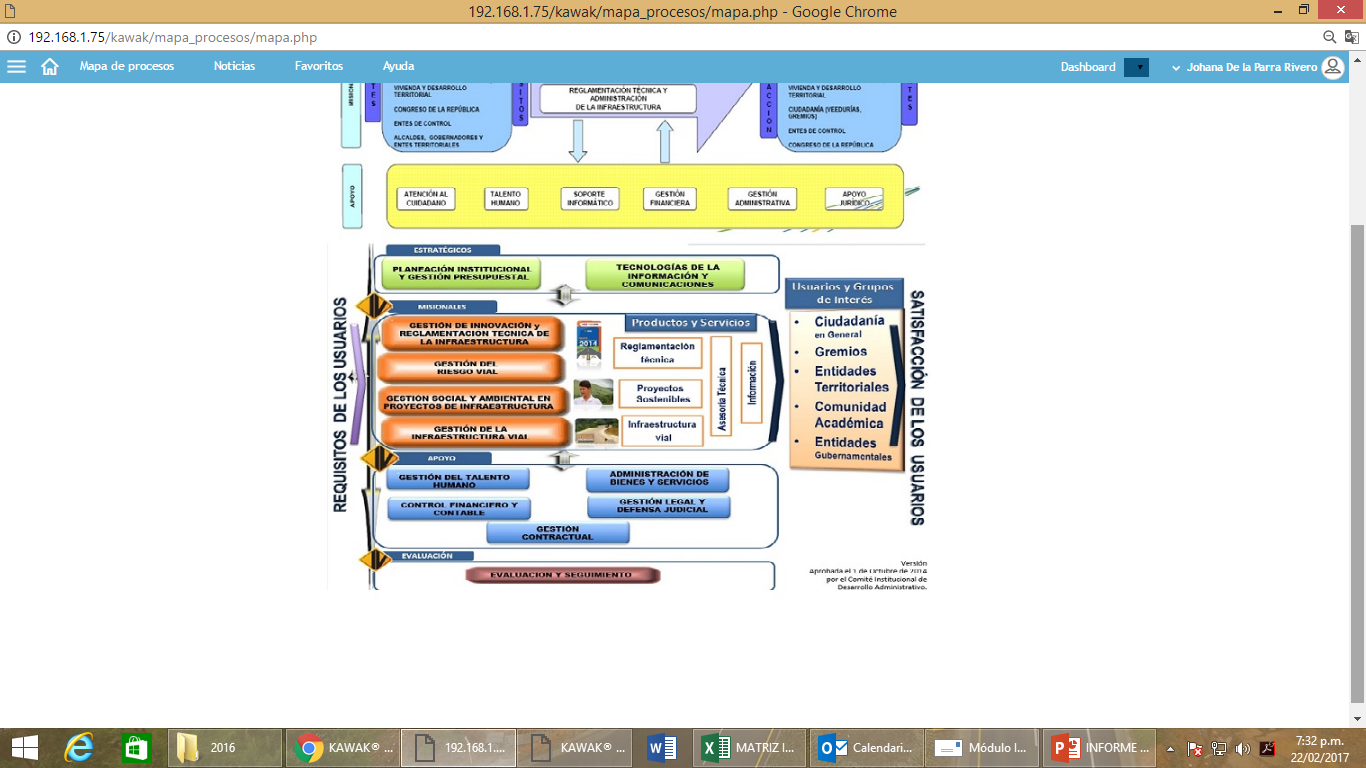 192.168.1.75/kawak/mapa_procesos/mapa.php - Google Chrome
192.168.1.75/kawak/mapa_procesos/mapa.php
Mapa de procesos
Noticias
Favoritos
Ayuda
Dashboard
Johana De la Parra Rivero
MISION
TES
VIVIENDA Y DESARROLLO
TERRITORIAL
CONGRESO DE LA REPÚBLICA
ENTES DE CONTROL
ALCALDES, GOBERNADORES Y
ENTES TERRITORIALES
SITOS
REGLAMENTACIÓN TÉCNICA Y
ADMINISTRACIÓN
DE LA INFRAESTRUCTURA
ACCION
VIVIENDA Y DESARROLLO
TERRITORIAL
CIUDADANÍA (VEEDURÍAS,
GREMIOS)
ENTES DE CONTROL
CONGRESO DE LA REPÚBLICA
TES
APOYO
ATENCIÓN AL
CUIDADANO
TALENTO
HUMANO
SOPORTE
INFORMÁTICO
GESTIÓN
FINANCIERA
GESTIÓN
ADMINISTRATIVA
APOYO
JURÍDICO
REQUISITOS DE LOS USUARIOS
ESTRATÉGICOS
PLANEACIÓN INSTITUCIONAL
Y GESTIÓN PRESUPUESTAL
TECNOLOGÍAS DE LA
INFORMACIÓN Y
COMUNICACIONES
MISIONALES
GESTIÓN DE INNOVACIÓN y
REGLAMENTACION TÉCNICA DE
LA INFRAESTRUCTURA
GESTIÓN DEL
RIESGO VIAL
GESTIÓN SOCIAL Y AMBIENTAL EN
PROYECTOS DE INFRAESTRUCTURA
GESTIÓN DE LA
INFRAESTRUCTURA VIAL
2014
Productos y Servicios
Reglamentación
técnica
Proyectos
Sostenibles
Infraestructura
vial
Asesoría Técnica
Información
Usuarios y Grupos
de Interés
• Ciudadanía
en General
• Gremios
• Entidades
Territoriales
• Comunidad
Académica
• Entidades
Gubernamentales
SATISFACCIÓN DE LOS USUARIOS
APOYO
GESTIÓN DEL TALENTO
HUMANO
ADMINISTRACIÓN DE
BIENES Y SERVICIOS
CONTROL FINANCIERO Y
CONTABLE
GESTIÓN LEGAL Y
DEFENSA JUDICIAL
GESTIÓN
CONTRACTUAL
EVALUACIÓN
EVALUACION Y SEGUIMIENTO
Versión
Aprobada el 1 de Octubre de 2014
por el Comité Institucional de
Desarrollo Administrativo.
2016
KAWAK® ...
192.168.1....
KAWAK® ...
MATRIZ I...
Calendari...
Módulo I...
INFORME ...
7:32 p.m.
22/02/2017